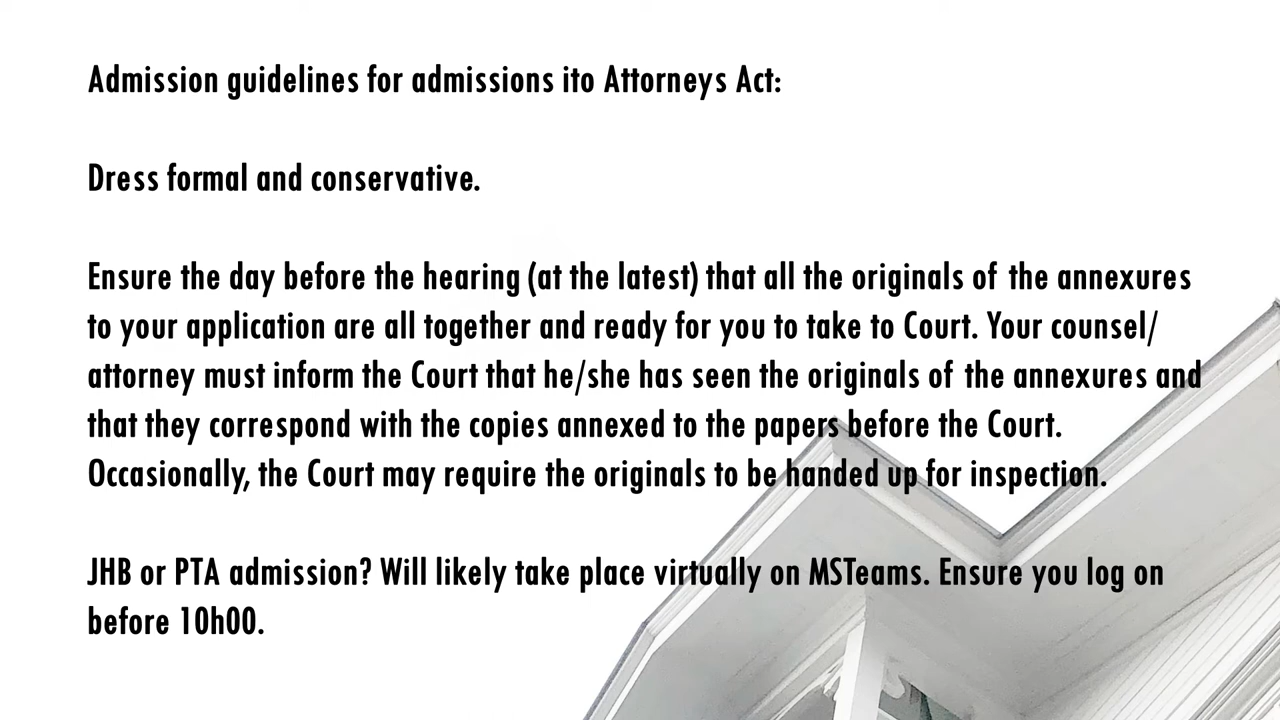 Admission guidelines for admissions ito Attorneys Act:
Dress formal and conservative.
Ensure the day before the hearing (at the latest) that all the originals of the annexures
to your application are all together and ready for you to take to Court. Your counsel/
attorney must inform the Court that he/she has seen the originals of the annexures and
that they correspond with the copies annexed to the papers before the Court.
Occasionally, the Court may require the originals to be handed up for inspection.
JHB or PTA admission? Will likely take place virtually on MSTeams. Ensure you log on
before 10h00.